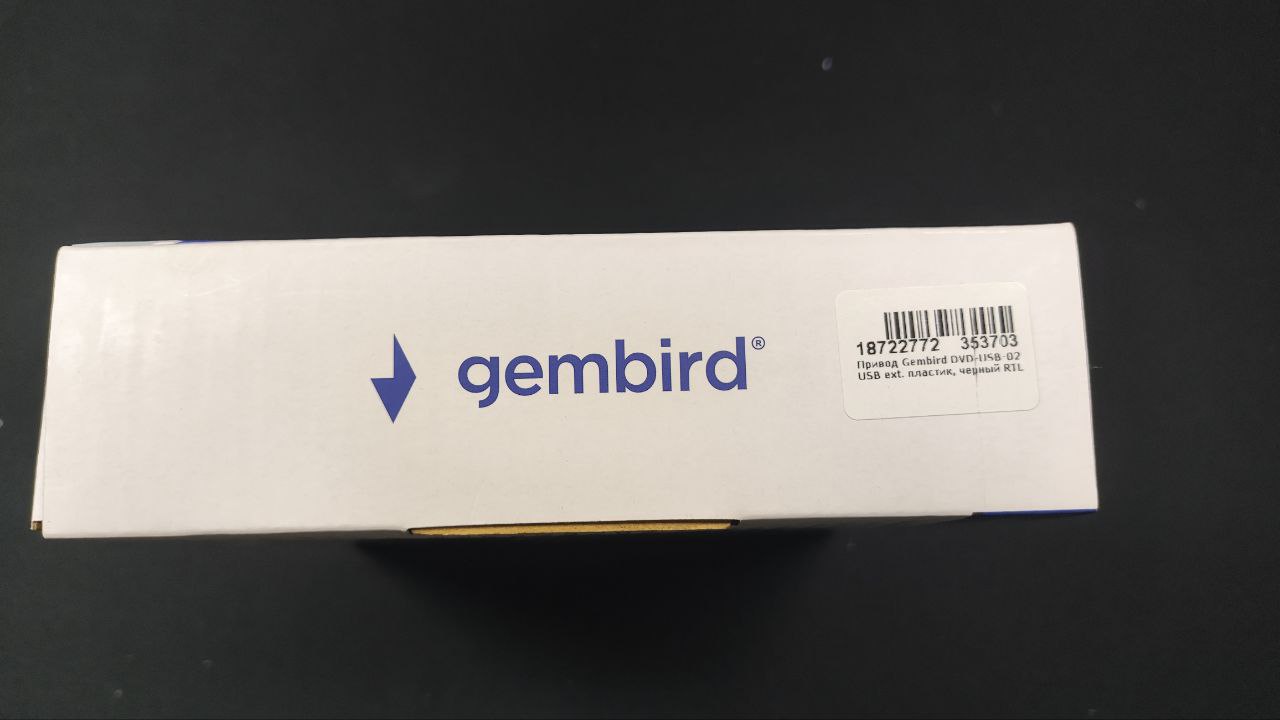 gembird®
18722772 353703
Привод Gembird DVD-USB-02
USB ext. пластик, черный RTL